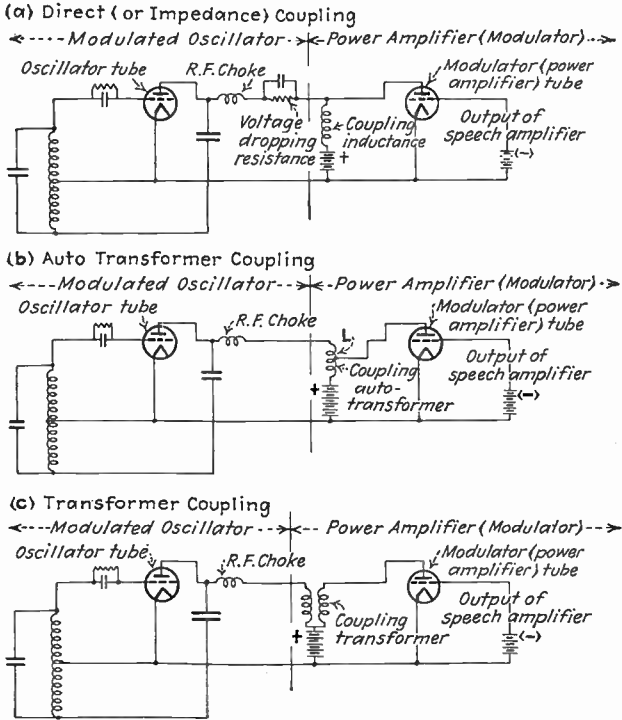 (a) Direct (or Impedance) Coupling
Modulated Oscillator
Power Amplifier (Modulator)
Oscillator tube
R.F. Choke
Modulator (power
amplifier) tube
Voltage
dropping
resistance
Coupling
inductance
+
Output of
speech amplifier
(-)
(b) Auto Transformer Coupling
Modulated Oscillator
Power Amplifier (Modulator)
Oscillator tube
R.F. Choke
L
Modulator (power
amplifier) tube
Coupling
auto-
transformer
+
Output of
speech amplifier
(-)
(c) Transformer Coupling
Modulated Oscillator
Power Amplifier (Modulator)
Oscillator tube
R.F. Choke
Modulator (power
amplifier) tube
Coupling
transformer
+
Output of
speech amplifier
(-)